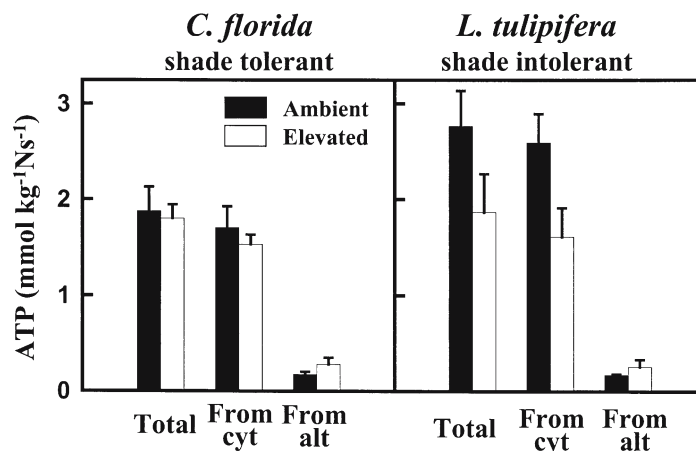 C. florida
shade tolerant
L. tulipifera
shade intolerant
ATP (mmol kg⁻¹Ns⁻¹)
3
2
1
0
Ambient
Elevated
Total
From
cyt
From
alt
Total
From
cvt
From
alt